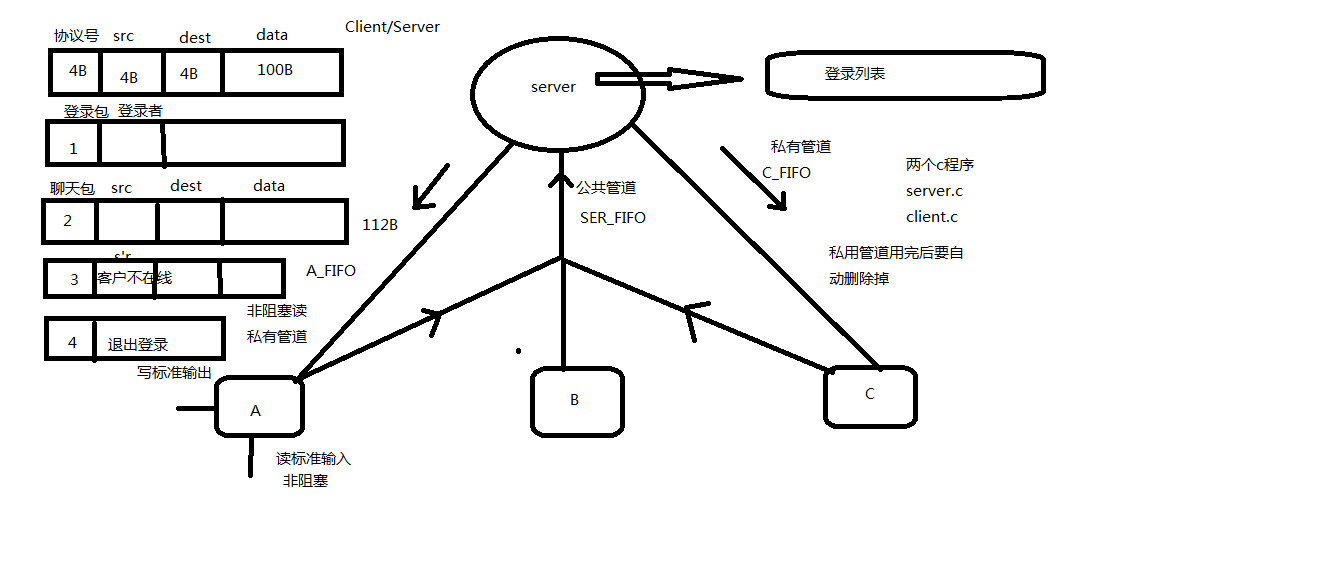 Client/Server
协议号 src dest data
4B 4B 4B 100B
server
登录列表
登录包 登录者
1
私有管道
C_FIFO
两个c程序
server.c
client.c
聊天包 src dest data
2
112B
公共管道
SER_FIFO
s'r
3 客户不在线
A_FIFO
私用管道用完后要自
动删除掉
非阻塞读
私有管道
4 退出登录
写标准输出
A
B
C
读标准输入
非阻塞